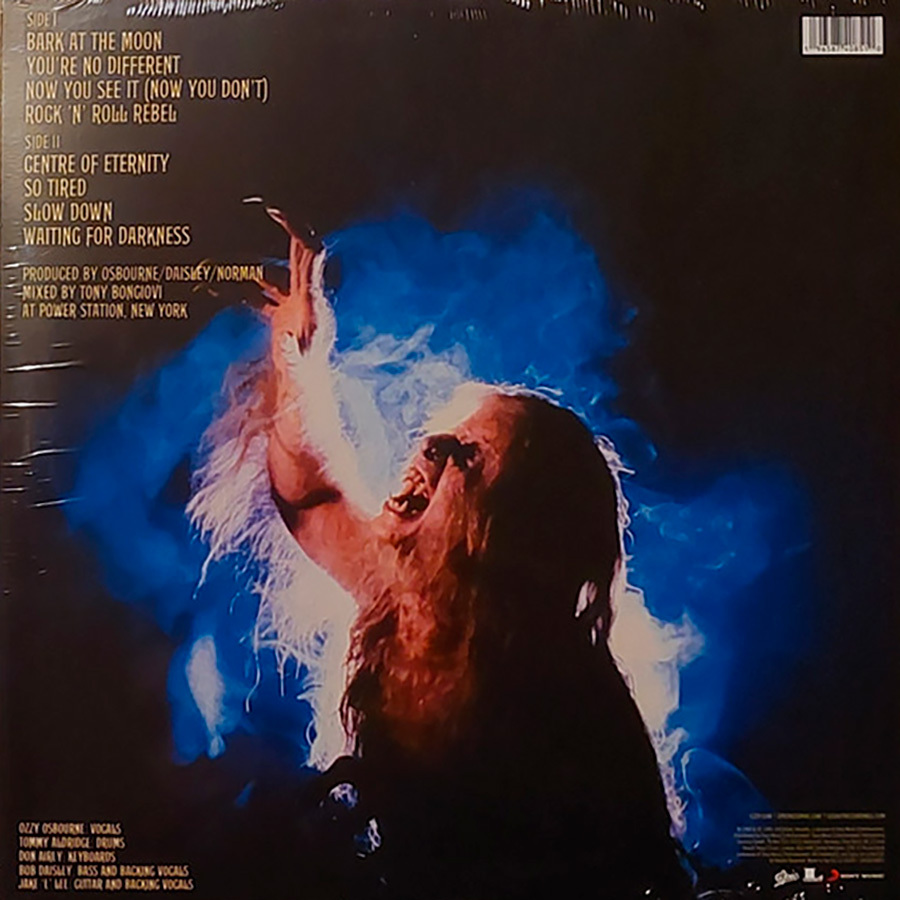 SIDE I
BARK AT THE MOON
YOU'RE NO DIFFERENT
NOW YOU SEE IT (NOW YOU DON'T)
ROCK 'N' ROLL REBEL
SIDE II
CENTRE OF ETERNITY
SO TIRED
SLOW DOWN
WAITING FOR DARKNESS
PRODUCED BY OSBOURNE/DAISLEY/NORMAN
MIXED BY TONY BONGIOVI
AT POWER STATION, NEW YORK
OZZY OSBOURNE: VOCALS
TOMMY ALDRIDGE: DRUMS
DON AIREY: KEYBOARDS
BOB DAISLEY: BASS AND BACKING VOCALS
JAKE 'E' LEE: GUITAR AND BACKING VOCALS
Epic
SONY MUSIC